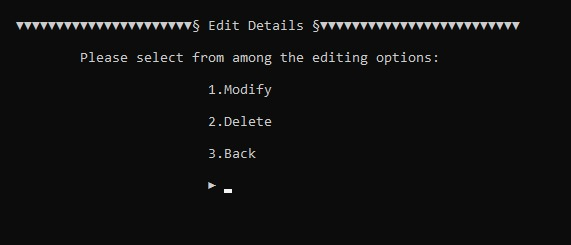 ▼▼▼▼▼▼▼▼▼▼▼▼▼▼▼▼▼▼▼▼▼▼§ Edit Details §▼▼▼▼▼▼▼▼▼▼▼▼▼▼▼▼▼▼▼▼▼▼▼▼▼
Please select from among the editing options:
1.Modify
2.Delete
3.Back
► _